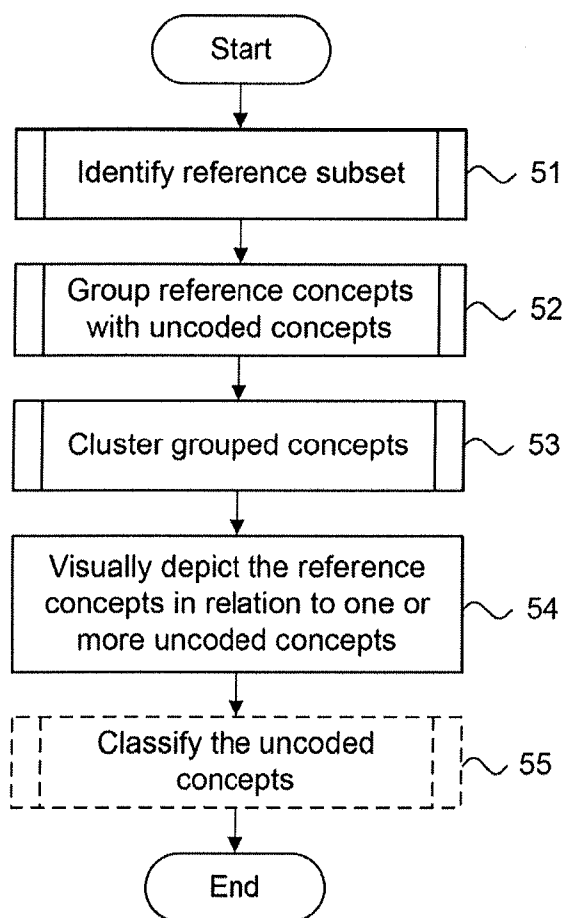 Start
Identify reference subset
51
Group reference concepts
with uncoded concepts
52
Cluster grouped concepts
53
Visually depict the reference
concepts in relation to one or
more uncoded concepts
54
Classify the uncoded
concepts
55
End